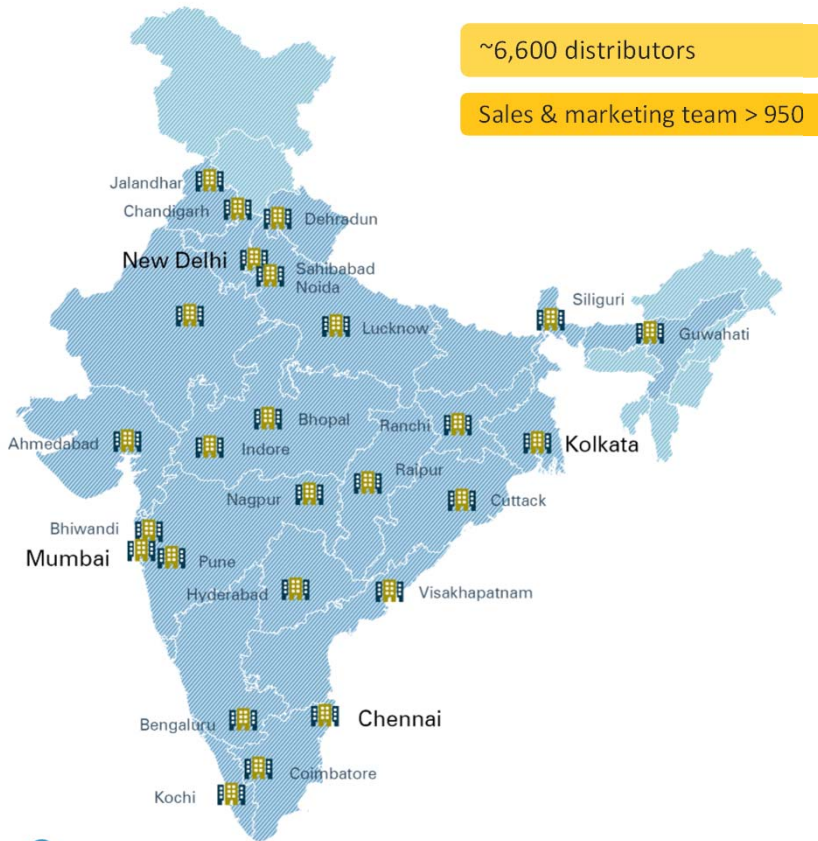 ~6,600 distributors
Sales & marketing team > 950
Jalandhar
Chandigarh
Dehradun
New Delhi
Sahibabad
Noida
Siliguri
Lucknow
Guwahati
Bhopal
Ranchi
Ahmedabad
Indore
Kolkata
Raipur
Nagpur
Cuttack
Bhiwandi
Mumbai
Pune
Hyderabad
Visakhapatnam
Chennai
Bengaluru
Coimbatore
Kochi